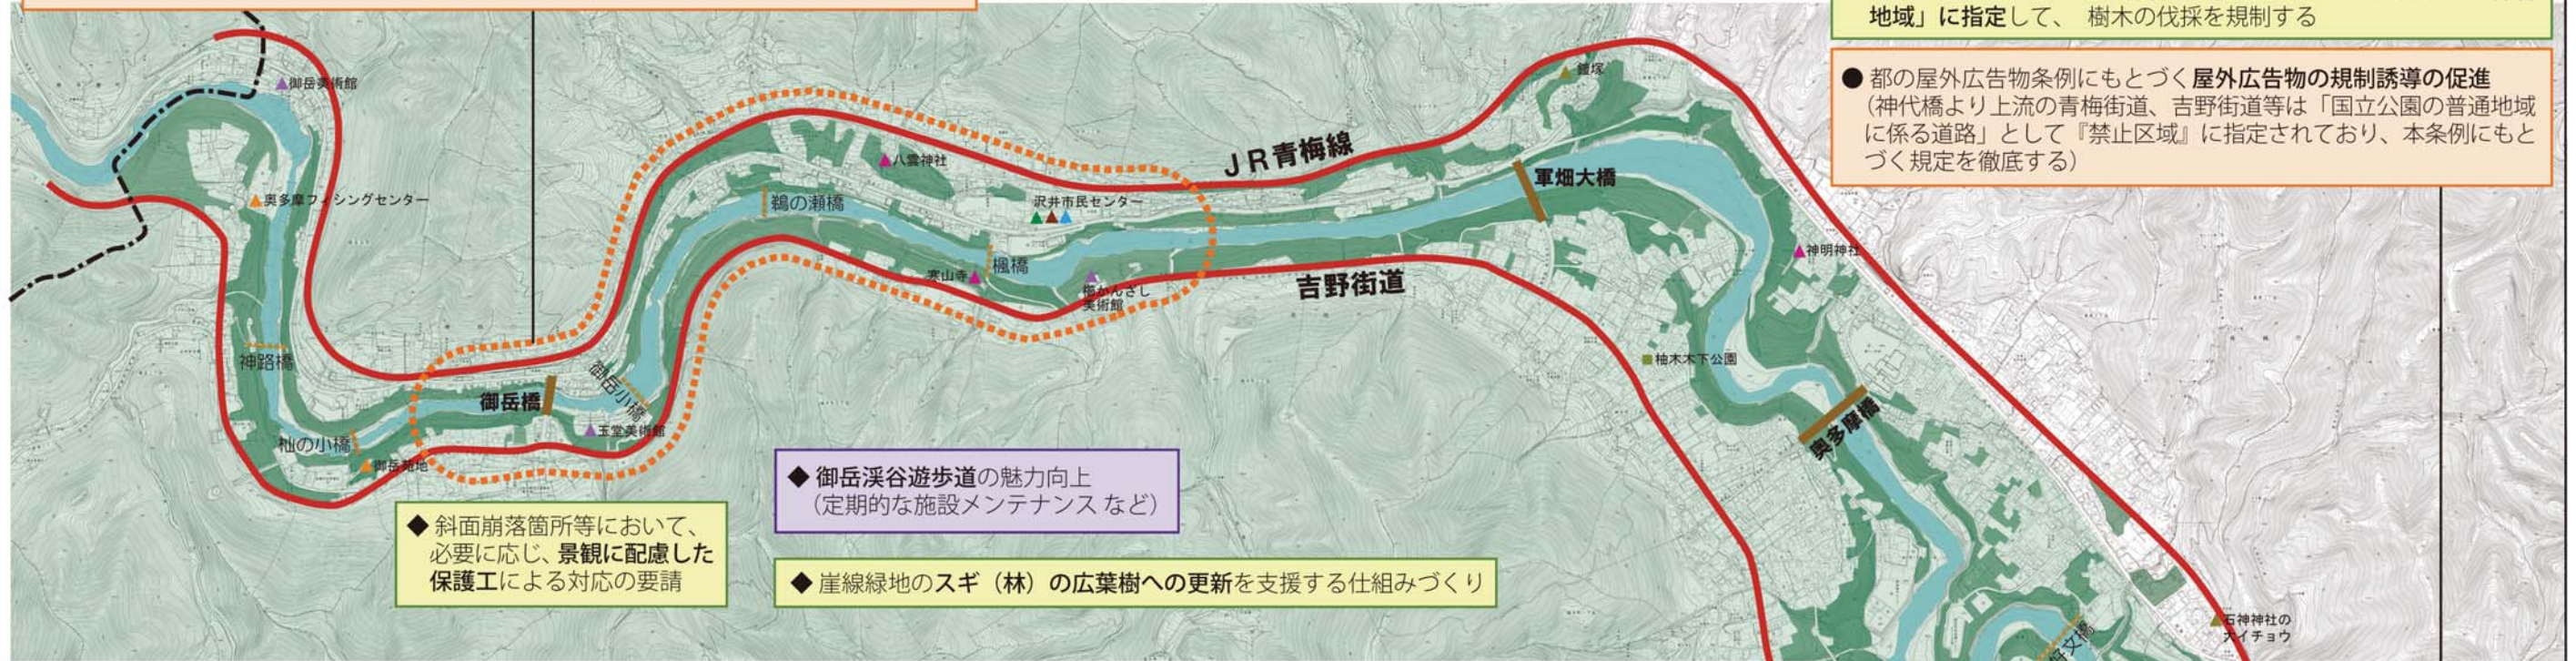 地域」に指定して、 樹木の伐採を規制する
● 都の屋外広告物条例にもとづく屋外広告物の規制誘導の促進
（神代橋より上流の青梅街道、吉野街道等は「国立公園の普通地域
に係る道路」として『禁止区域』に指定されており、本条例にもと
づく規定を徹底する）
▲御岳美術館
▲鎧塚
JR青梅線
▲八雲神社
軍畑大橋
▲奥多摩フィシングセンター
鵜の瀬橋
沢井市民センター
▲▲▲
▲神明神社
楓橋
寒山寺▲
櫛かんざし
美術館
吉野街道
神路橋
■柚木木下公園
御岳小橋
御岳橋
▲玉堂美術館
杣の小橋
▲御岳苑地
奥多摩橋
◆ 御岳渓谷遊歩道の魅力向上
（定期的な施設メンテナンス など）
◆ 斜面崩落箇所等において、
必要に応じ、景観に配慮した
保護工による対応の要請
◆ 崖線緑地のスギ（林）の広葉樹への更新を支援する仕組みづくり
▲石神神社の
大イチョウ
好文橋